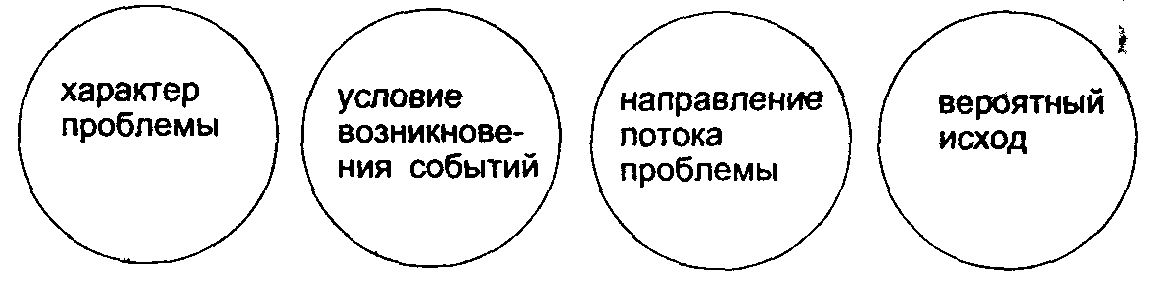 характер
проблемы
условие
возникнове-
ния событий
направление
потока
проблемы
вероятный
исход